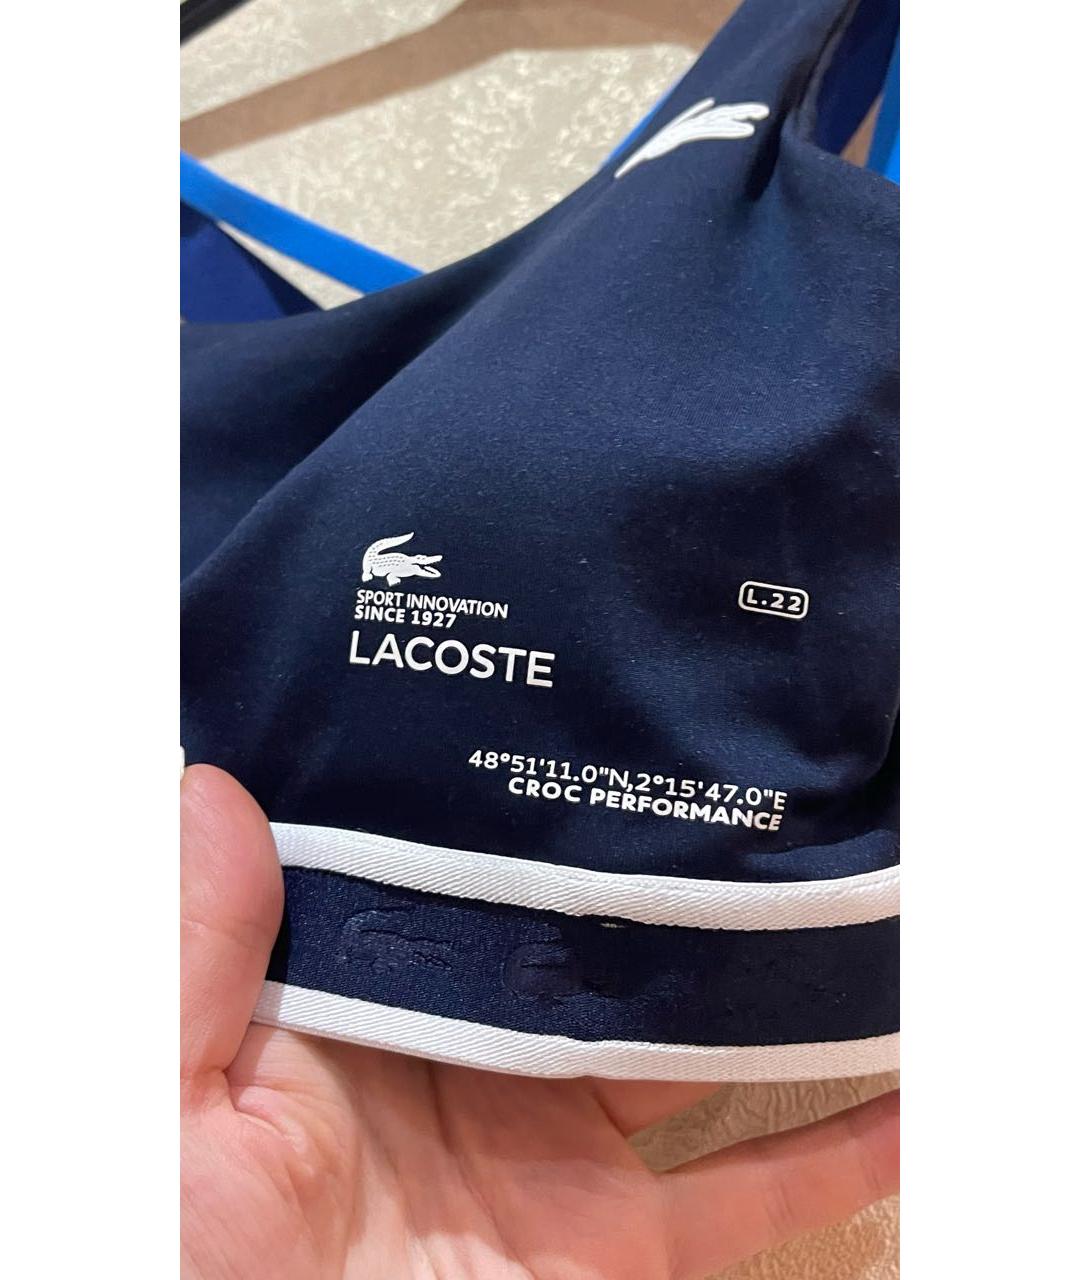 SPORT INNOVATION
SINCE 1927
LACOSTE
L.22
48°51'11.0"N,2°15'47.0"E
CROC PERFORMANCE